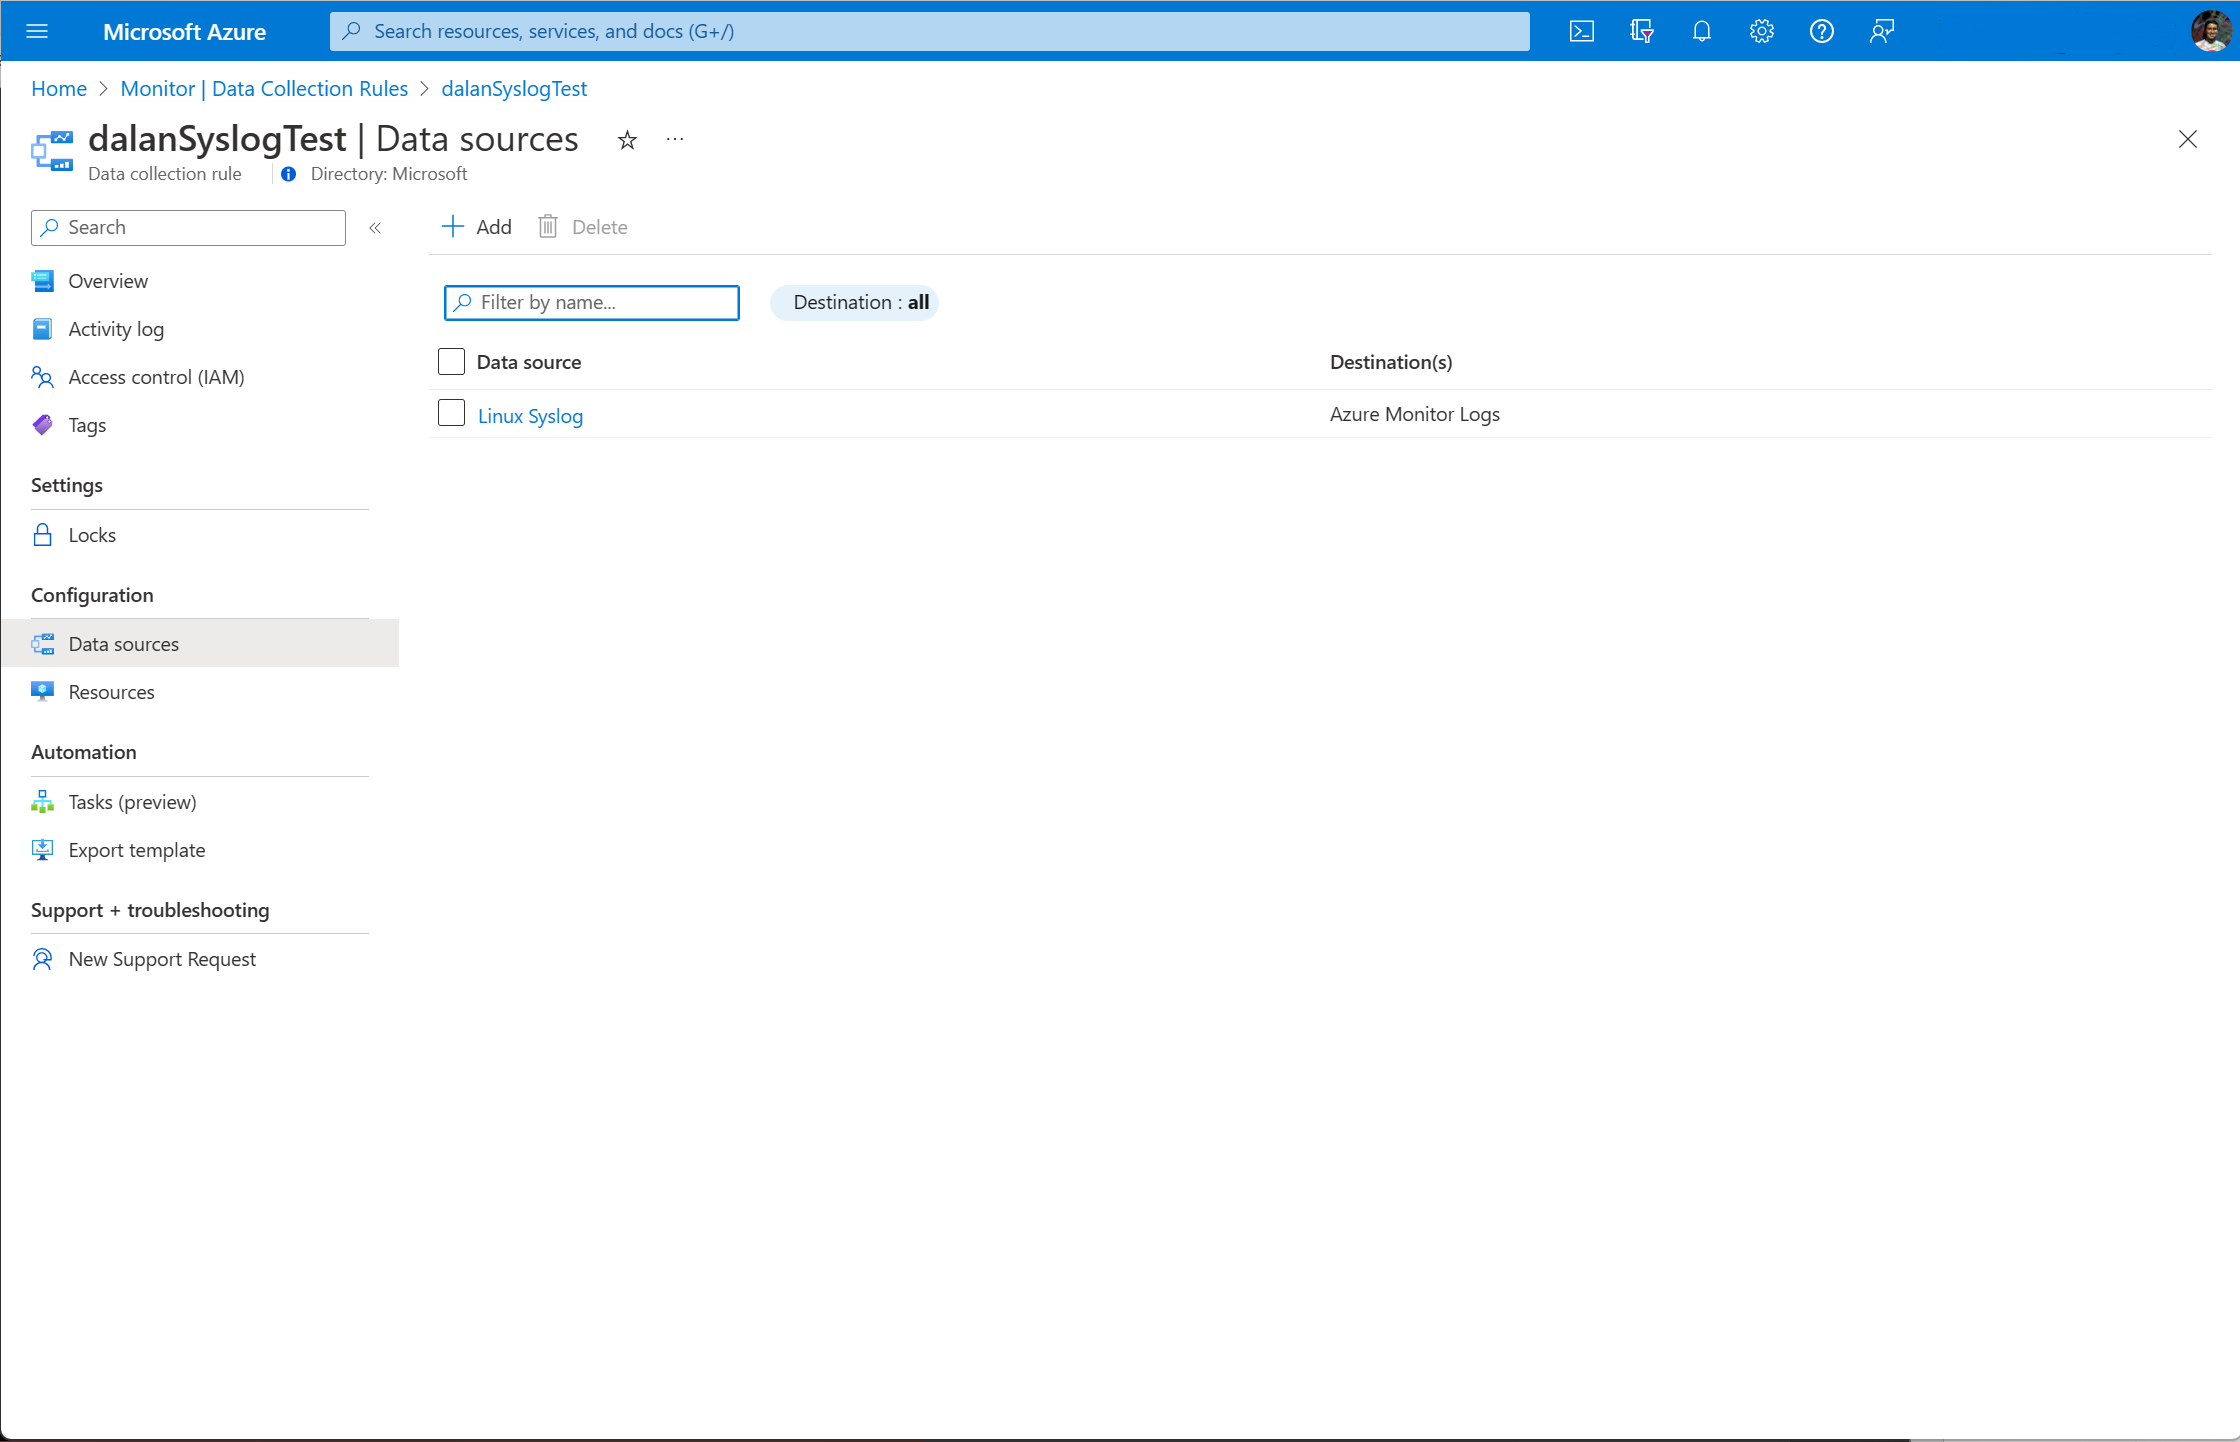 Microsoft Azure
Search resources, services, and docs (G+/)
Home > Monitor | Data Collection Rules > dalanSyslogTest
dalanSyslogTest | Data sources
Data collection rule
Directory: Microsoft
Search
Add
Delete
Overview
Activity log
Access control (IAM)
Tags
Settings
Locks
Configuration
Data sources
Resources
Automation
Tasks (preview)
Export template
Support + troubleshooting
New Support Request
Filter by name...
Destination : all
Data source
Destination(s)
Linux Syslog
Azure Monitor Logs